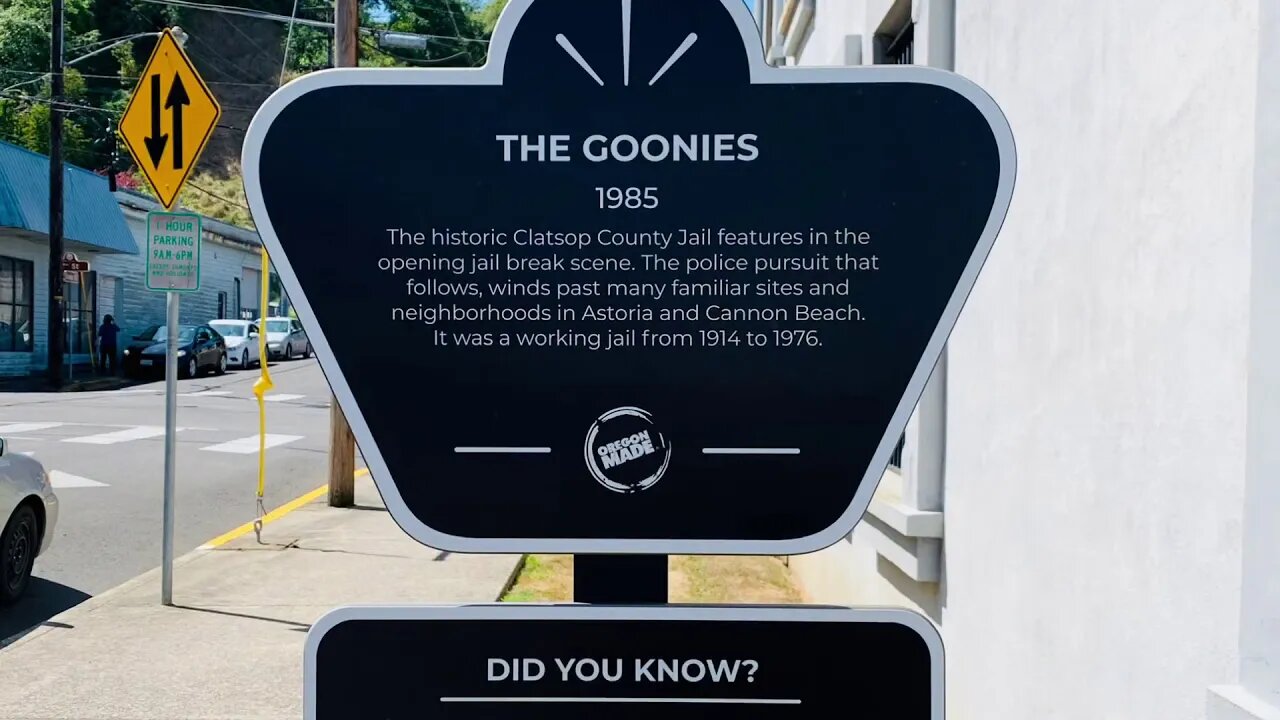 THE GOONIES
1985
The historic Clatsop County Jail features in the
opening jail break scene. The police pursuit that
follows, winds past many familiar sites and
neighborhoods in Astoria and Cannon Beach.
It was a working jail from 1914 to 1976.
OREGON
MADE
DID YOU KNOW?
1 HOUR
PARKING
9AM-6PM
St